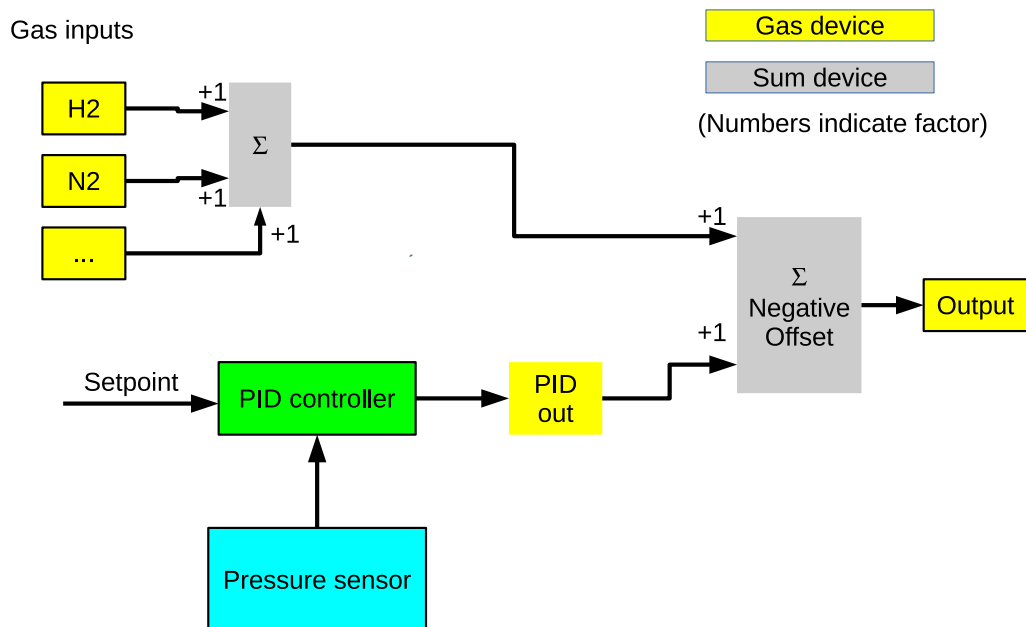 Gas inputs
Gas device
Sum device
(Numbers indicate factor)
H2
+1
Σ
N2
+1
...
+1
+1
Σ
Negative
Offset
+1
Output
Setpoint
PID controller
PID
out
Pressure sensor